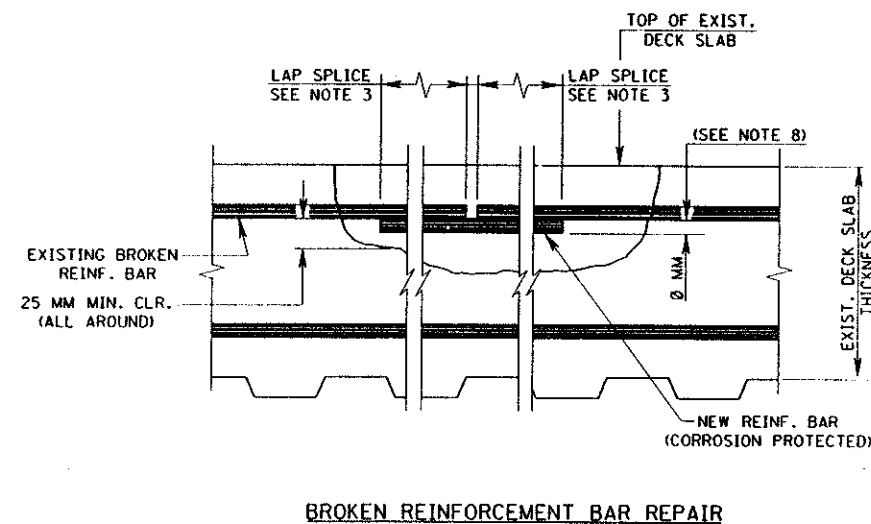 TOP OF EXIST.
DECK SLAB
LAP SPLICE
SEE NOTE 3
LAP SPLICE
SEE NOTE 3
(SEE NOTE 8)
EXISTING BROKEN
REINF. BAR
25 MM MIN. CLR.
(ALL AROUND)
Ø MM
EXIST. DECK SLAB
THICKNESS
NEW REINF. BAR
(CORROSION PROTECTED)
BROKEN REINFORCEMENT BAR REPAIR